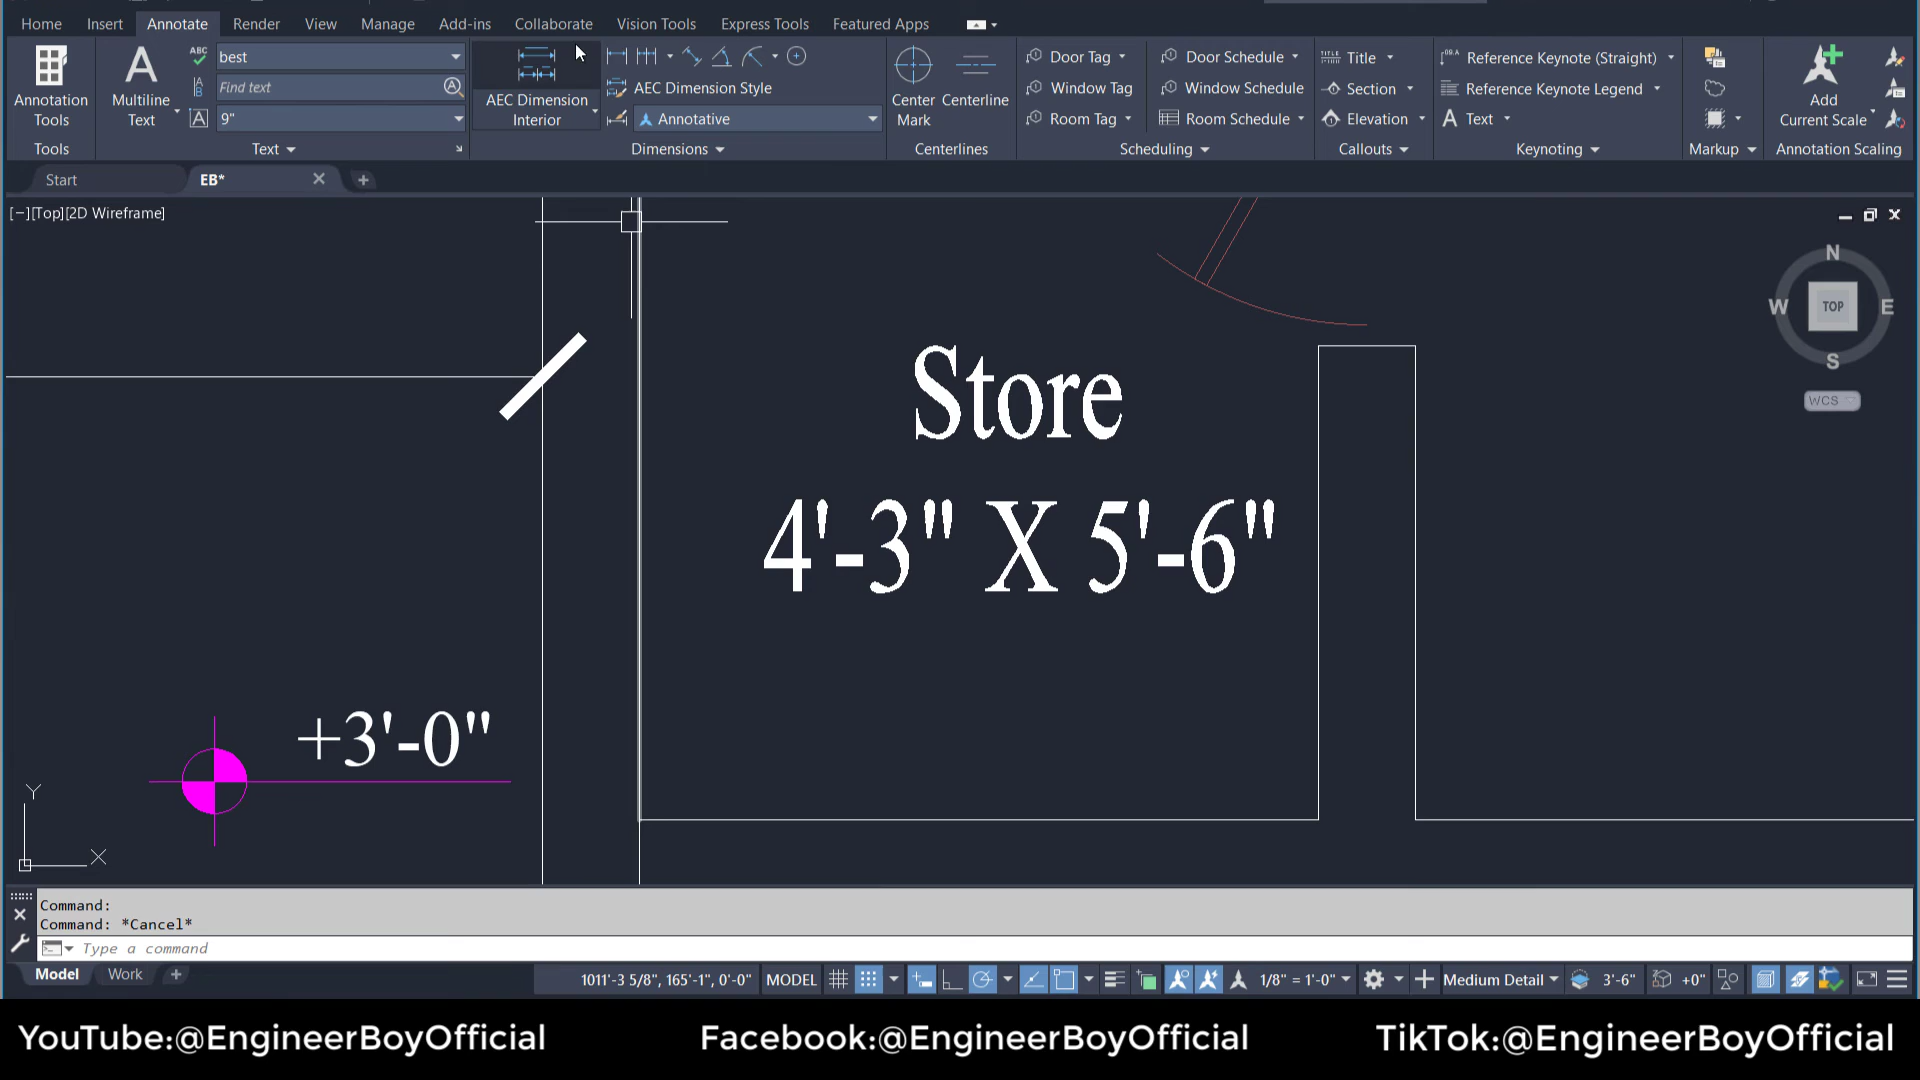 Home Insert Annotate Render View Manage Add-ins Collaborate Vision Tools Express Tools Featured Apps
Annotation Tools
Tools
Multiline Text
ABC
best
Find text
9"
Text
AEC Dimension Interior
AEC Dimension Style
Annotative
Dimensions
Center Mark
Centerline
Centerlines
Door Tag
Window Tag
Room Tag
Door Schedule
Window Schedule
Room Schedule
Scheduling
TITLE Title
Section
Elevation
Callouts
Reference Keynote (Straight)
Reference Keynote Legend
Text
Keynoting
Markup
Add Current Scale
Annotation Scaling
Start
EB*
[−][Top][2D Wireframe]
N
W TOP E
S
WCS
Store
4'-3" X 5'-6"
+3'-0"
Y
X
Command:
Command: *Cancel*
Type a command
Model Work
1011'-3 5/8", 165'-1", 0'-0" MODEL 1/8" = 1'-0" Medium Detail 3'-6" +0"
YouTube:@EngineerBoyOfficial Facebook:@EngineerBoyOfficial TikTok:@EngineerBoyOfficial